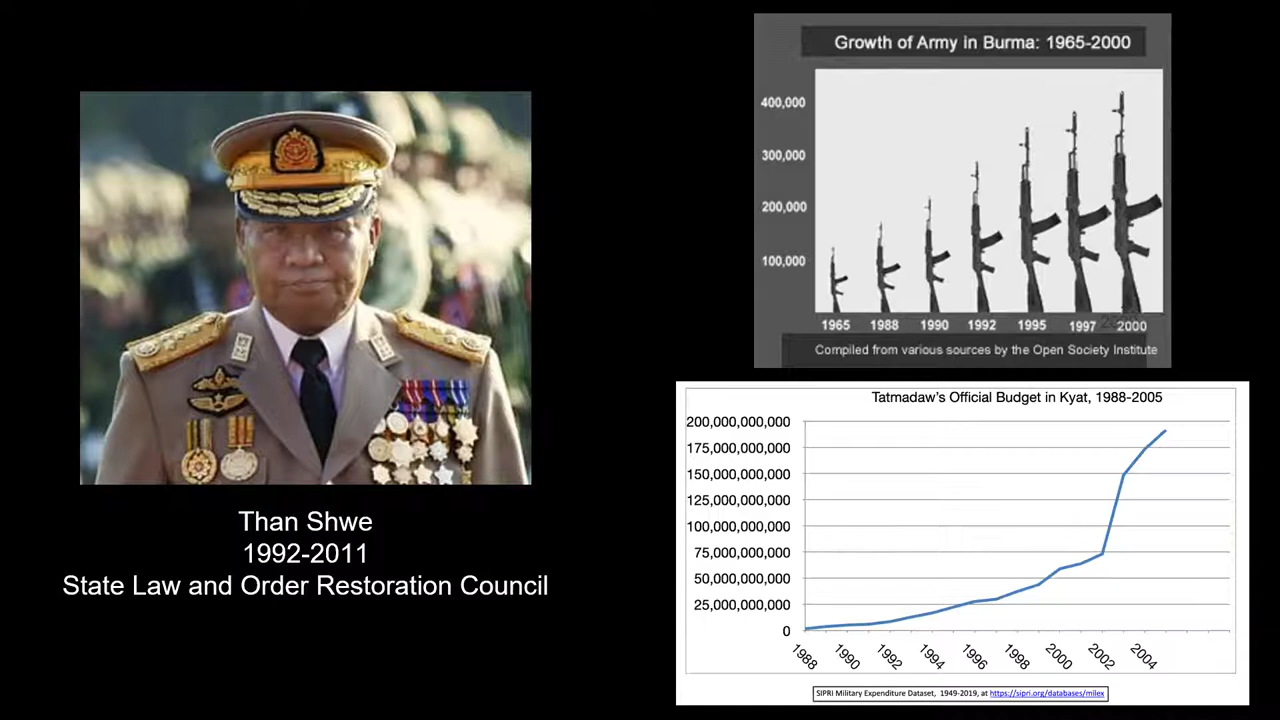 Than Shwe
1992-2011
State Law and Order Restoration Council
Growth of Army in Burma: 1965-2000
400,000
300,000
200,000
100,000
1965 1988 1990 1992 1995 1997 2000
Compiled from various sources by the Open Society Institute
Tatmadaw's Official Budget in Kyat, 1988-2005
200,000,000,000
175,000,000,000
150,000,000,000
125,000,000,000
100,000,000,000
75,000,000,000
50,000,000,000
25,000,000,000
0
1988 1990 1992 1994 1996 1998 2000 2002 2004
SIPRI Military Expenditure Dataset, 1949-2019, at https://sipri.org/databases/milex